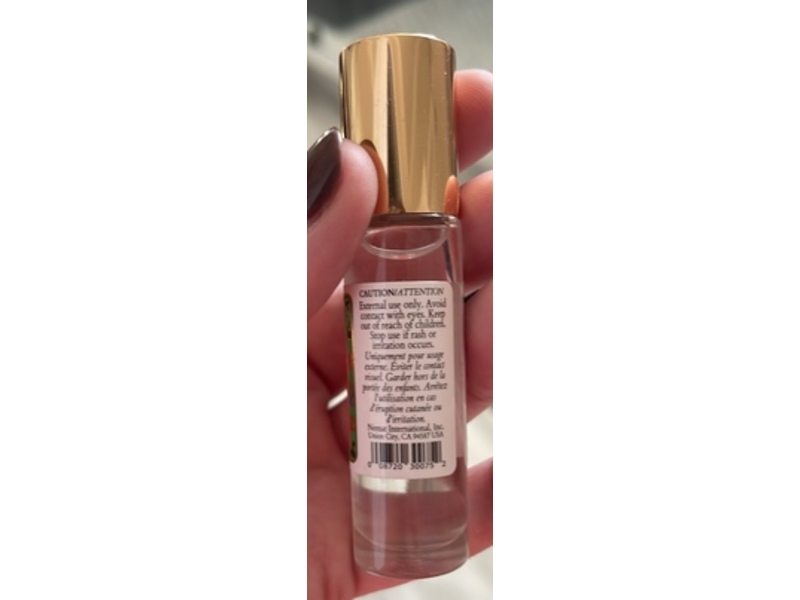 CAUTION/ATTENTION
External use only. Avoid
contact with eyes. Keep
out of reach of children.
Stop use if rash or
irritation occurs.
Uniquement pour usage
externe. Éviter le contact
visuel. Garder hors de la
portée des enfants. Arrêtez
l'utilisation en cas
d'éruption cutanée ou
d'irritation.
International, Inc.
Union City, CA 94587 USA
0 08720 30075 2